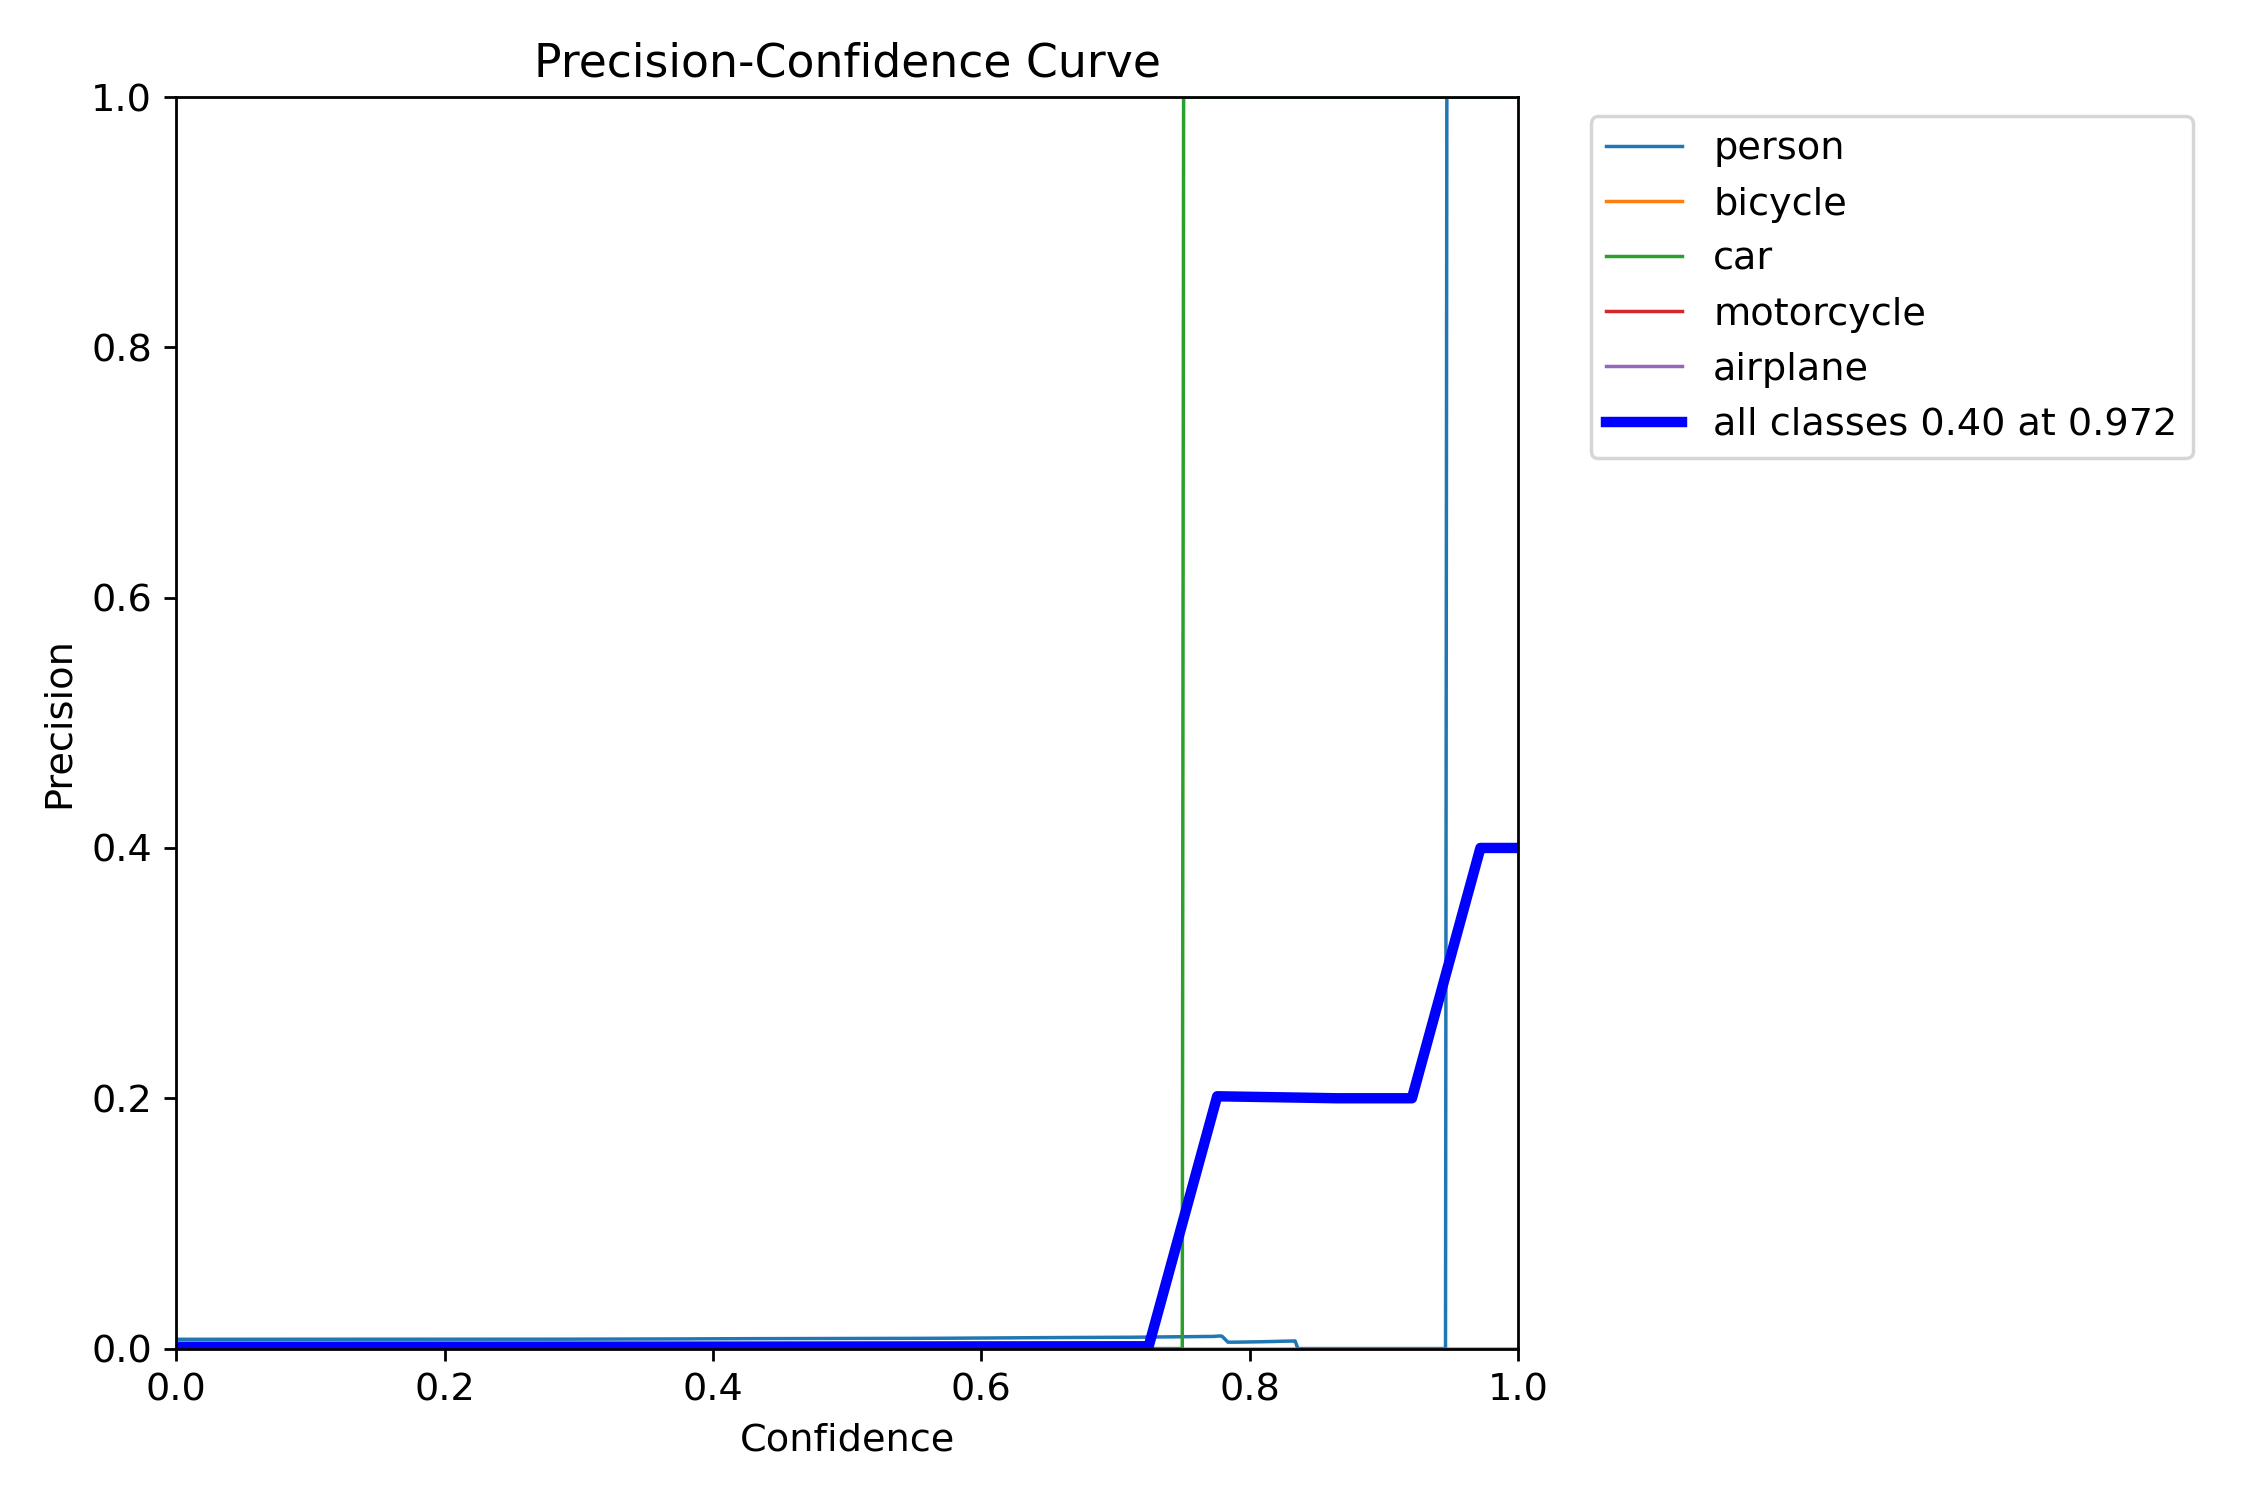 Precision-Confidence Curve
1.0
0.8
0.6
0.4
0.2
0.0
Precision
0.0 0.2 0.4 0.6 0.8 1.0
Confidence
person
bicycle
car
motorcycle
airplane
all classes 0.40 at 0.972